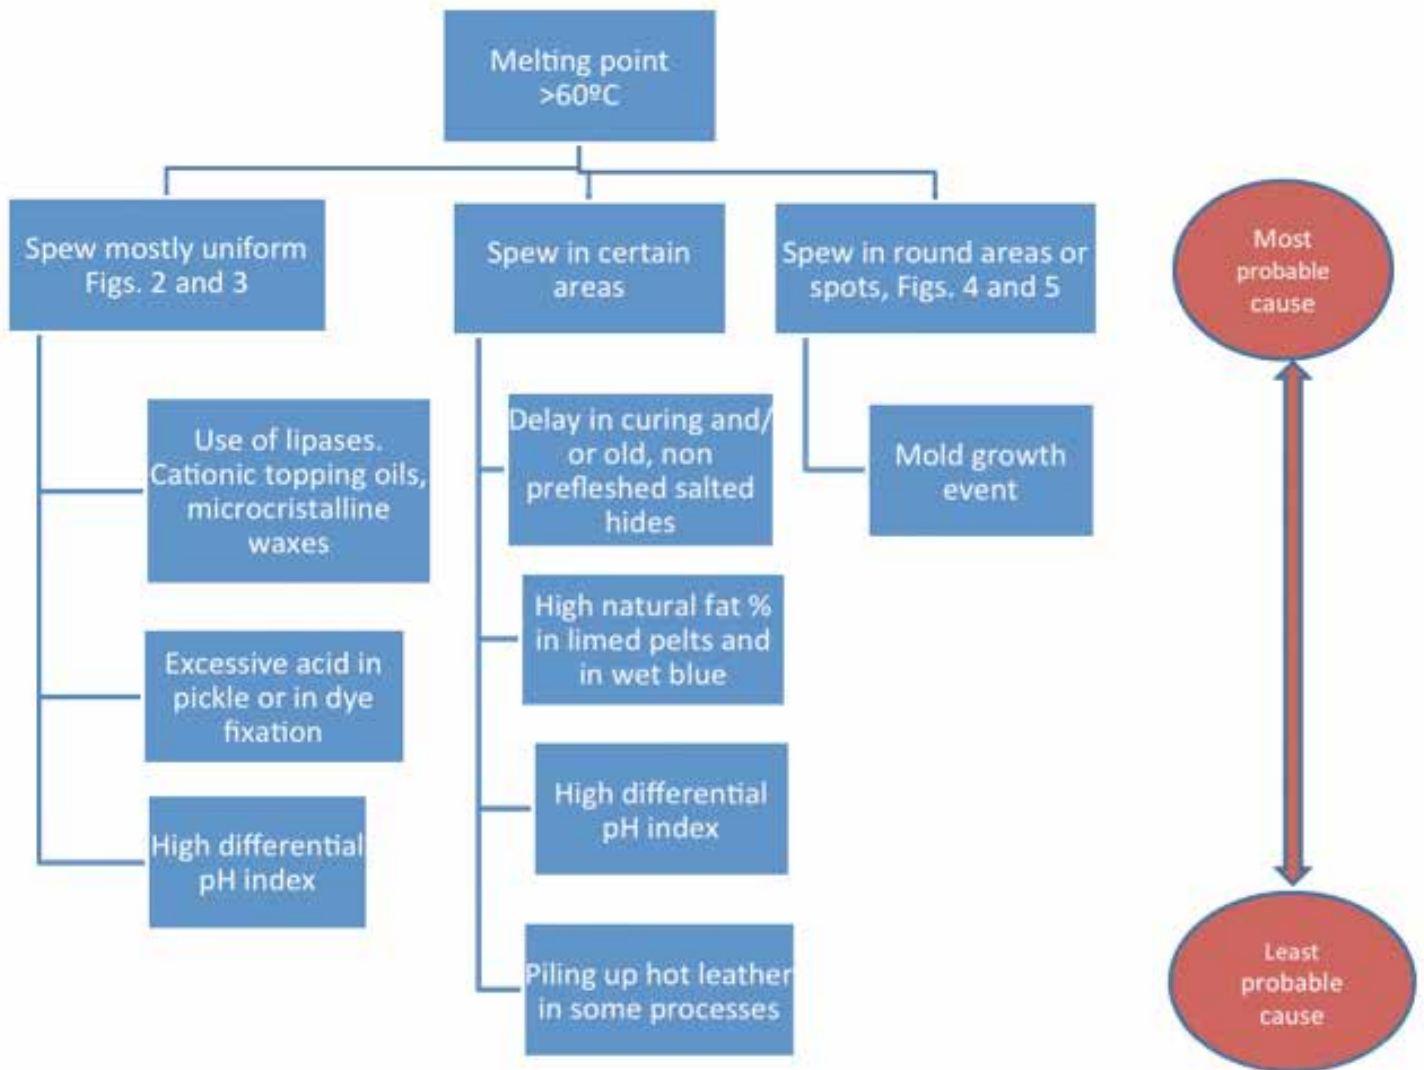 Melting point
>60ºC
Spew mostly uniform
Figs. 2 and 3
Spew in certain
areas
Spew in round areas or
spots, Figs. 4 and 5
Most
probable
cause
Use of lipases.
Cationic topping oils,
microcristalline
waxes
Delay in curing and/
or old, non
prefleshed salted
hides
Mold growth
event
Excessive acid in
pickle or in dye
fixation
High natural fat %
in limed pelts and
in wet blue
High differential
pH index
High differential
pH index
Piling up hot leather
in some processes
Least
probable
cause